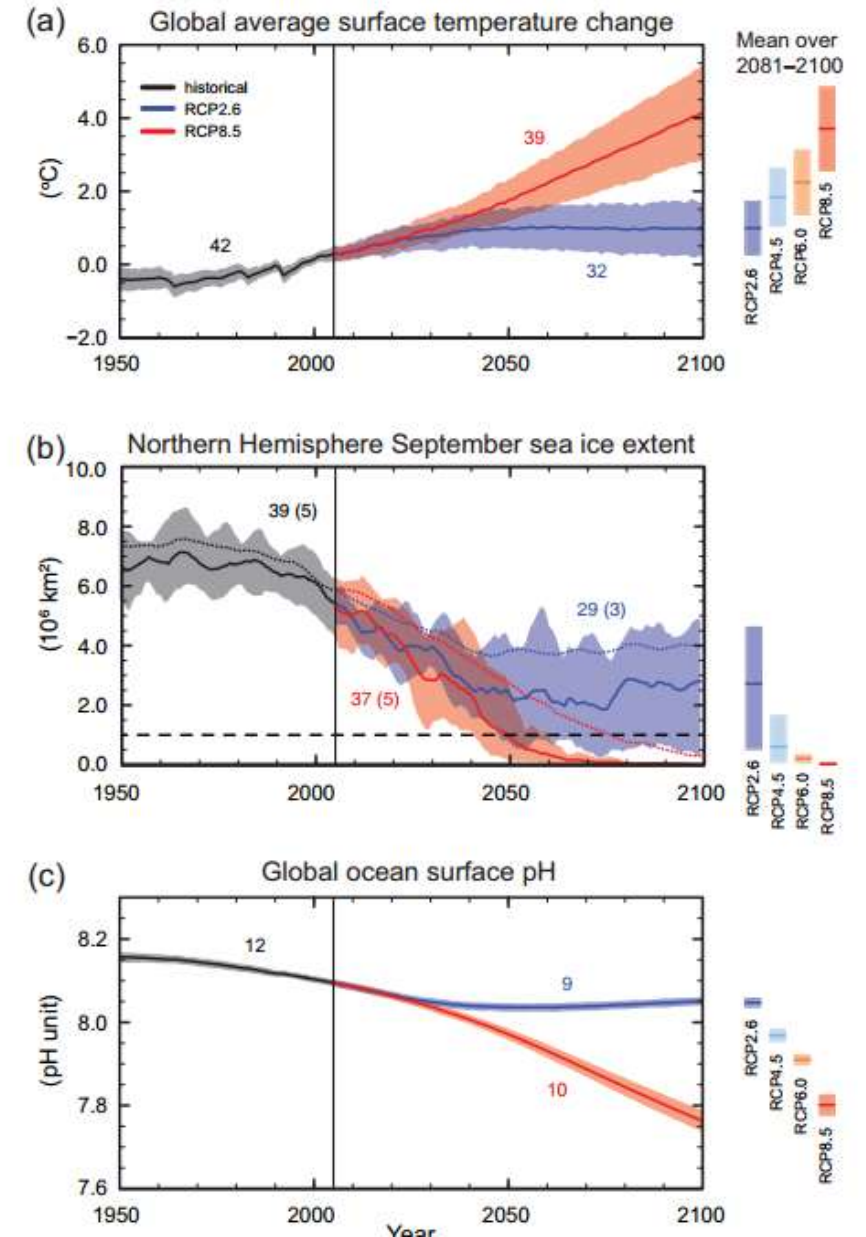 (a) Global average surface temperature change
Mean over
2081–2100
6.0
4.0
2.0
0.0
−2.0
(ºC)
historical
RCP2.6
RCP8.5
42
39
32
1950
2000
2050
2100
RCP2.6
RCP4.5
RCP6.0
RCP8.5
(b) Northern Hemisphere September sea ice extent
10.0
8.0
6.0
4.0
2.0
0.0
(10⁶ km²)
39 (5)
29 (3)
37 (5)
1950
2000
2050
2100
RCP2.6
RCP4.5
RCP6.0
RCP8.5
(c) Global ocean surface pH
8.2
8.0
7.8
7.6
(pH unit)
12
9
10
1950
2000
2050
2100
Year
RCP2.6
RCP4.5
RCP6.0
RCP8.5